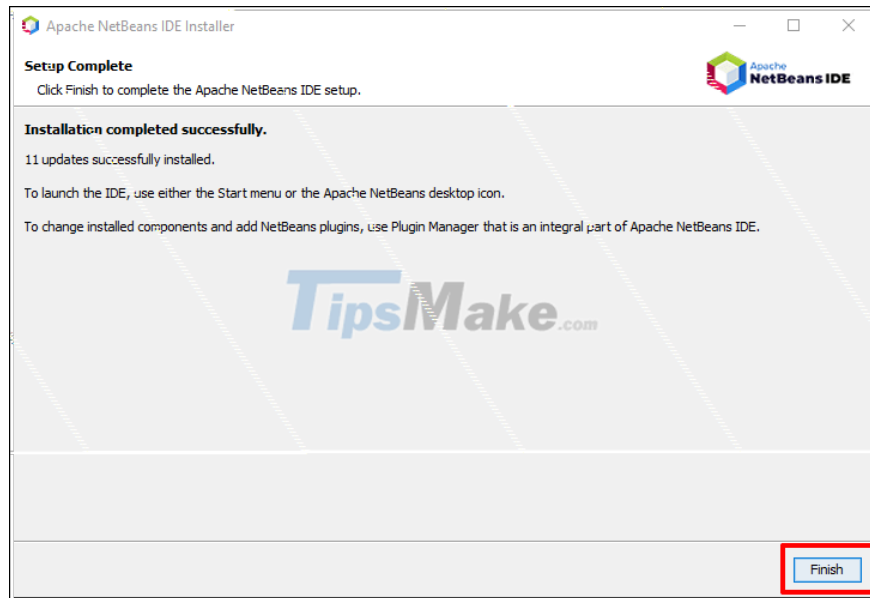 Apache NetBeans IDE Installer
Setup Complete
Click Finish to complete the Apache NetBeans IDE setup.
Apache
NetBeans IDE
Installation completed successfully.
11 updates successfully installed.
To launch the IDE, use either the Start menu or the Apache NetBeans desktop icon.
To change installed components and add NetBeans plugins, use Plugin Manager that is an integral part of Apache NetBeans IDE.
TipsMake.com
Finish